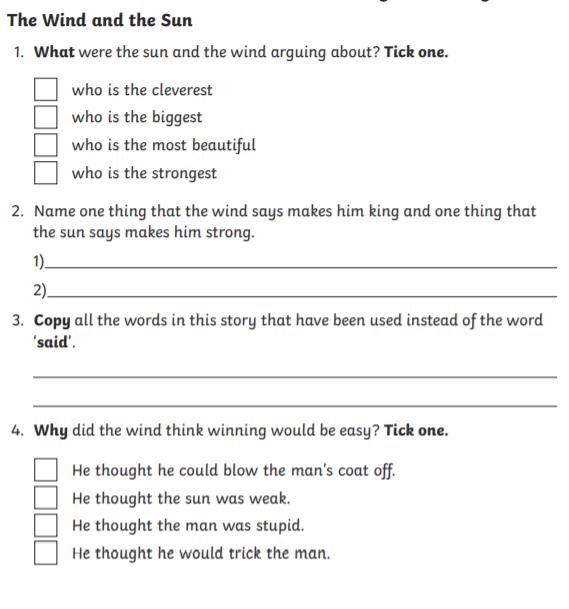 The Wind and the Sun
1. What were the sun and the wind arguing about? Tick one.
who is the cleverest
who is the biggest
who is the most beautiful
who is the strongest
2. Name one thing that the wind says makes him king and one thing that
the sun says makes him strong.
1)
2)
3. Copy all the words in this story that have been used instead of the word
'said'.
4. Why did the wind think winning would be easy? Tick one.
He thought he could blow the man's coat off.
He thought the sun was weak.
He thought the man was stupid.
He thought he would trick the man.